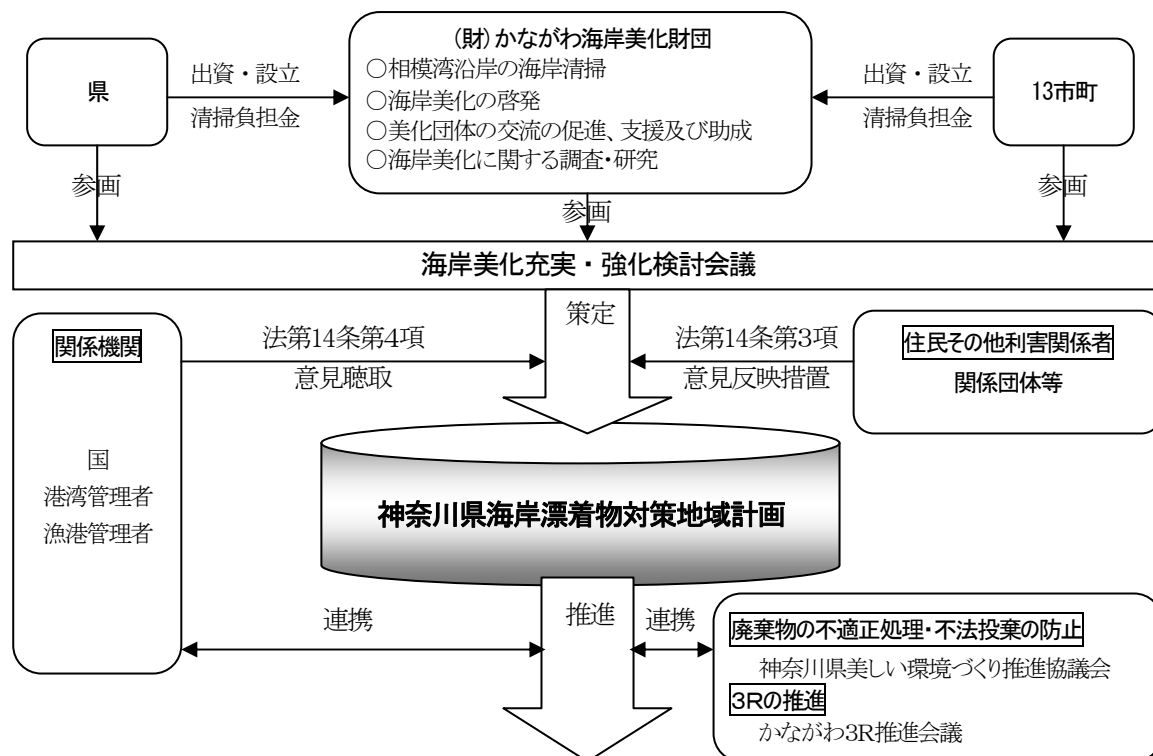 (財)かながわ海岸美化財団
○相模湾沿岸の海岸清掃
○海岸美化の啓発
○美化団体の交流の促進、支援及び助成
○海岸美化に関する調査・研究
県
出資・設立
清掃負担金
出資・設立
清掃負担金
13市町
参画
参画
参画
海岸美化充実・強化検討会議
策定
関係機関
国
港湾管理者
漁港管理者
法第14条第4項
意見聴取
法第14条第3項
意見反映措置
住民その他利害関係者
関係団体等
神奈川県海岸漂着物対策地域計画
連携
推進
連携
廃棄物の不適正処理・不法投棄の防止
神奈川県美しい環境づくり推進協議会
3Rの推進
かながわ3R推進会議